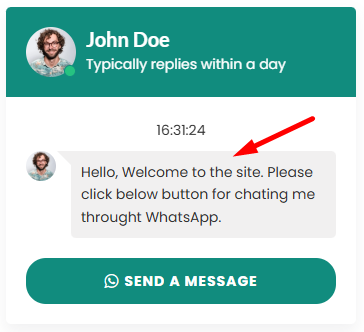 John Doe
Typically replies within a day
16:31:24
Hello, Welcome to the site. Please
click below button for chating me
throught WhatsApp.
SEND A MESSAGE